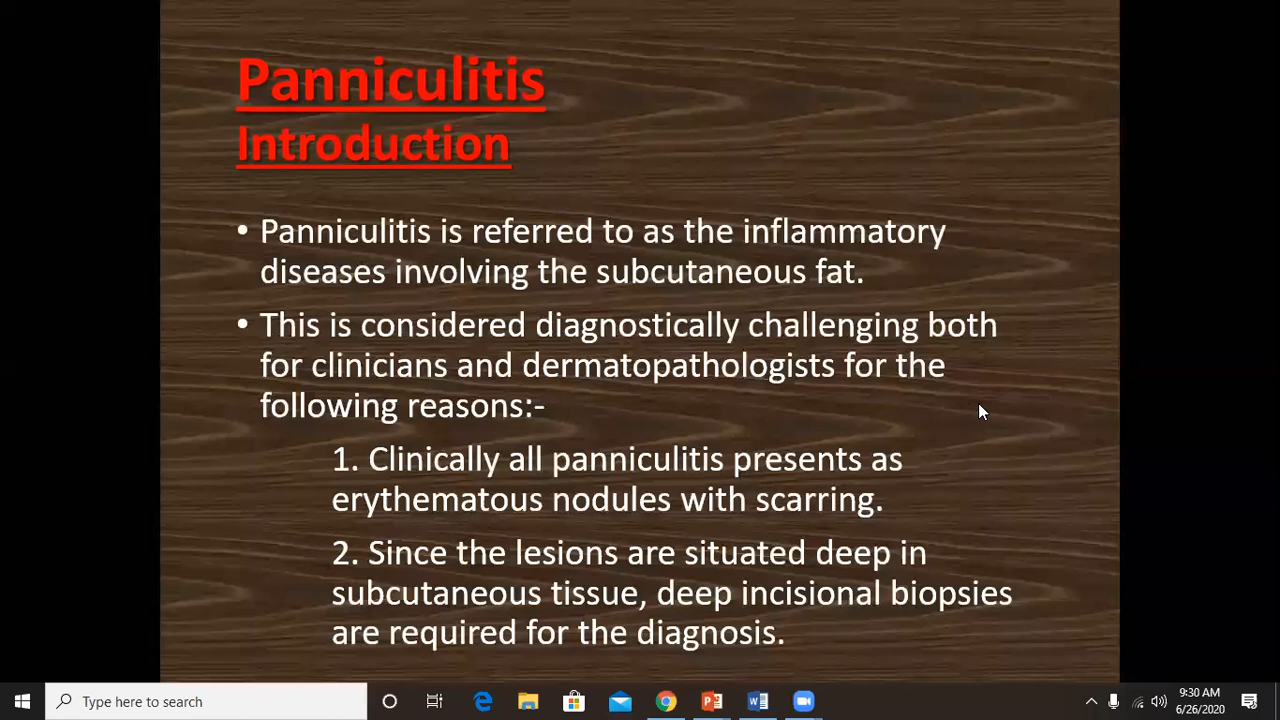 Panniculitis
Introduction
• Panniculitis is referred to as the inflammatory
diseases involving the subcutaneous fat.
• This is considered diagnostically challenging both
for clinicians and dermatopathologists for the
following reasons:-
1. Clinically all panniculitis presents as
erythematous nodules with scarring.
2. Since the lesions are situated deep in
subcutaneous tissue, deep incisional biopsies
are required for the diagnosis.
Type here to search
9:30 AM
6/26/2020